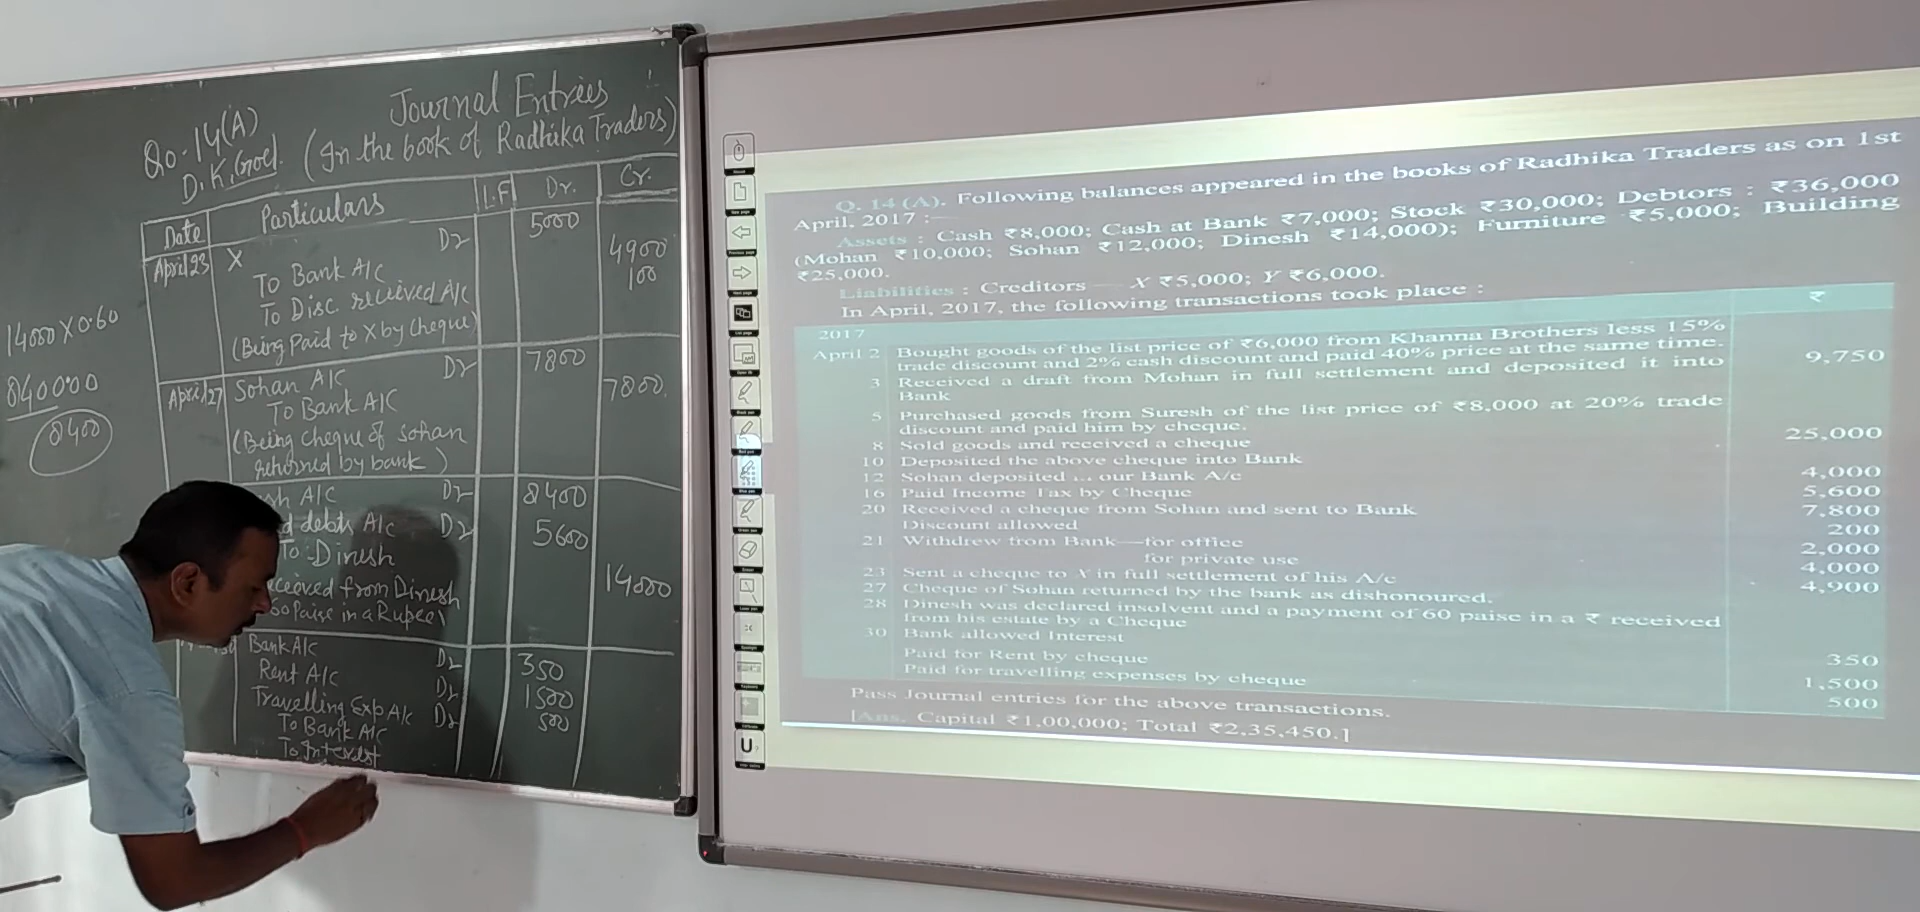 Qo.14(A)
D.K.Goel.
Journal Entries
(In the book of Radhika Traders)
Date Particulars L.F Dr. Cr.
April 23 X Dr 5000
To Bank A/c 4900
To Disc. received A/c 100
(Being paid to X by cheque)
April 27 Sohan A/c Dr 7800
To Bank A/c 7800.
(Being cheque of Sohan
returned by bank)
A/c Dr 8400
debts A/c Dr 5600
To Dinesh 14000
received from Dinesh
60 Paise in a Rupee)
Bank A/c Dr 350
Rent A/c Dr 1500
Travelling Exp A/c Dr 500
To Bank A/c
To Interest
14000 X 0.60
840000
8400
Q. 14 (A). Following balances appeared in the books of Radhika Traders as on 1st
April, 2017 :—
Assets : Cash ₹8,000; Cash at Bank ₹7,000; Stock ₹30,000; Debtors : ₹36,000
(Mohan ₹10,000; Sohan ₹12,000; Dinesh ₹14,000); Furniture ₹5,000; Building
₹25,000.
Liabilities : Creditors — X ₹5,000; Y ₹6,000.
In April, 2017, the following transactions took place :
2017 ₹
April 2 Bought goods of the list price of ₹6,000 from Khanna Brothers less 15%
trade discount and 2% cash discount and paid 40% price at the same time.
3 Received a draft from Mohan in full settlement and deposited it into
Bank 9,750
5 Purchased goods from Suresh of the list price of ₹8,000 at 20% trade
discount and paid him by cheque.
8 Sold goods and received a cheque 25,000
10 Deposited the above cheque into Bank
12 Sohan deposited in our Bank A/c 4,000
16 Paid Income Tax by Cheque 5,600
20 Received a cheque from Sohan and sent to Bank 7,800
Discount allowed 200
21 Withdrew from Bank—for office 2,000
for private use 4,000
23 Sent a cheque to X in full settlement of his A/c 4,900
27 Cheque of Sohan returned by the bank as dishonoured.
28 Dinesh was declared insolvent and a payment of 60 paise in a ₹ received
from his estate by a Cheque
30 Bank allowed Interest 350
Paid for Rent by cheque 1,500
Paid for travelling expenses by cheque 500
Pass Journal entries for the above transactions.
[Ans. Capital ₹1,00,000; Total ₹2,35,450.]